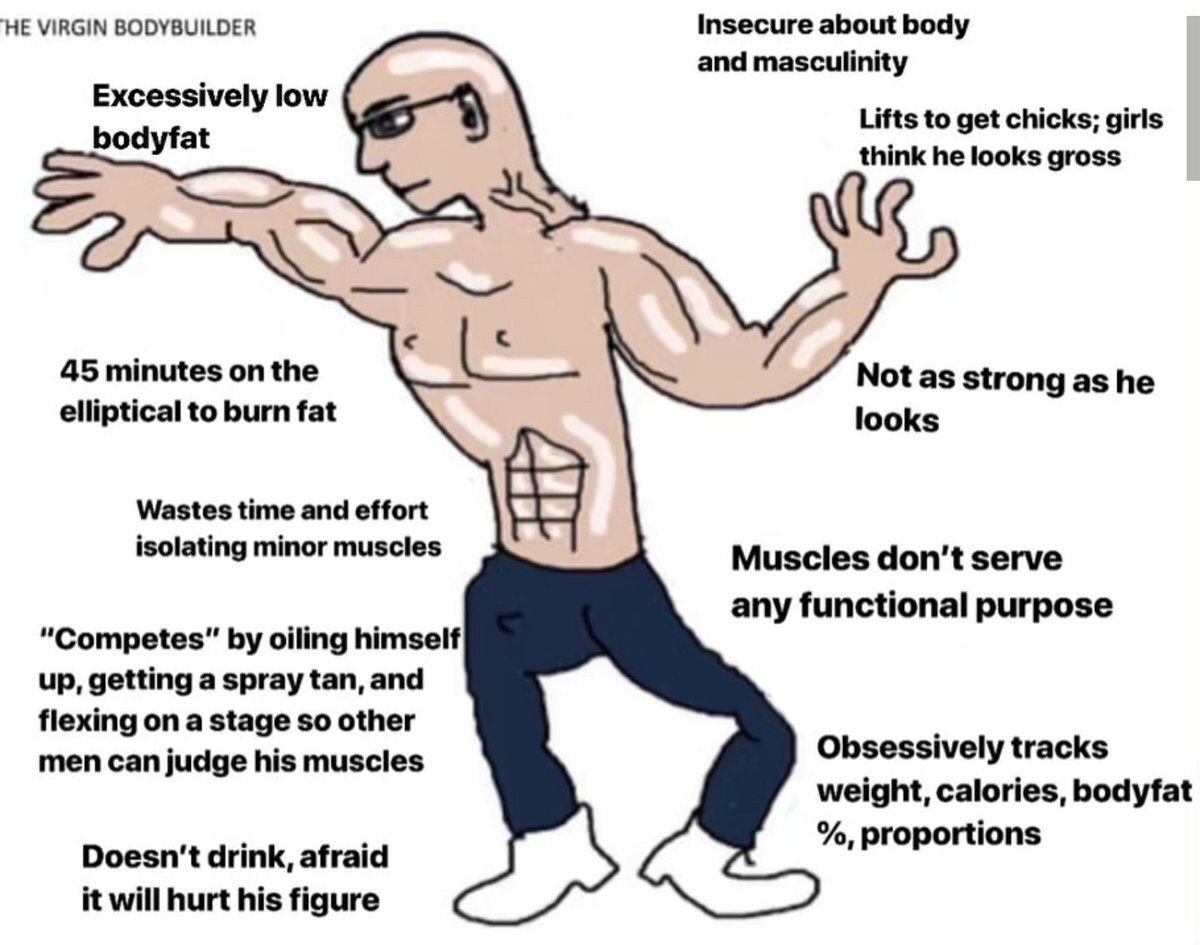 THE VIRGIN BODYBUILDER
Insecure about body
and masculinity
Excessively low
bodyfat
Lifts to get chicks; girls
think he looks gross
45 minutes on the
elliptical to burn fat
Not as strong as he
looks
Wastes time and effort
isolating minor muscles
Muscles don’t serve
any functional purpose
"Competes" by oiling himself
up, getting a spray tan, and
flexing on a stage so other
men can judge his muscles
Obsessively tracks
weight, calories, bodyfat
%, proportions
Doesn’t drink, afraid
it will hurt his figure